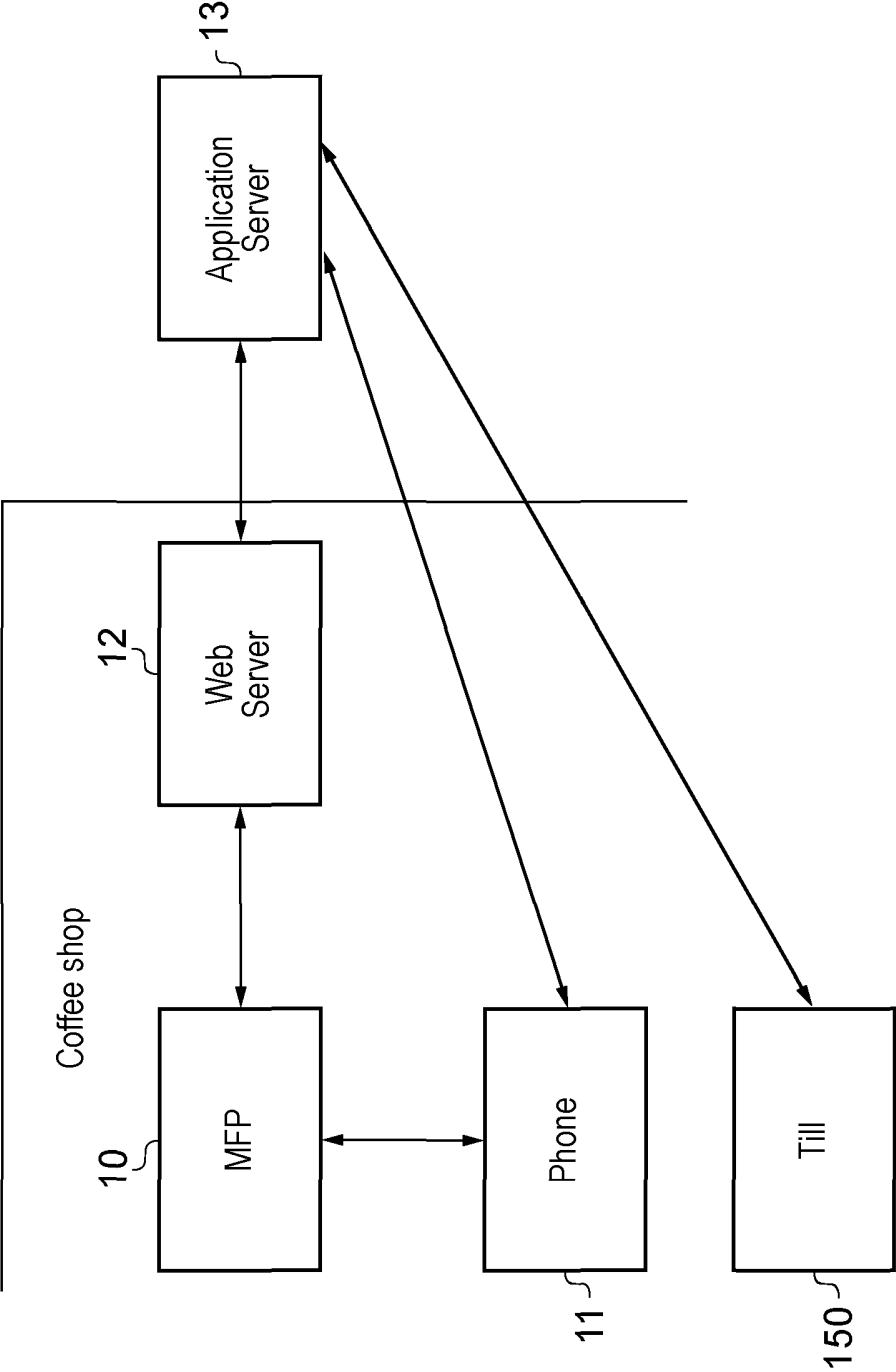 Coffee shop
10
MFP
12
Web
Server
13
Application
Server
11
Phone
150
Till